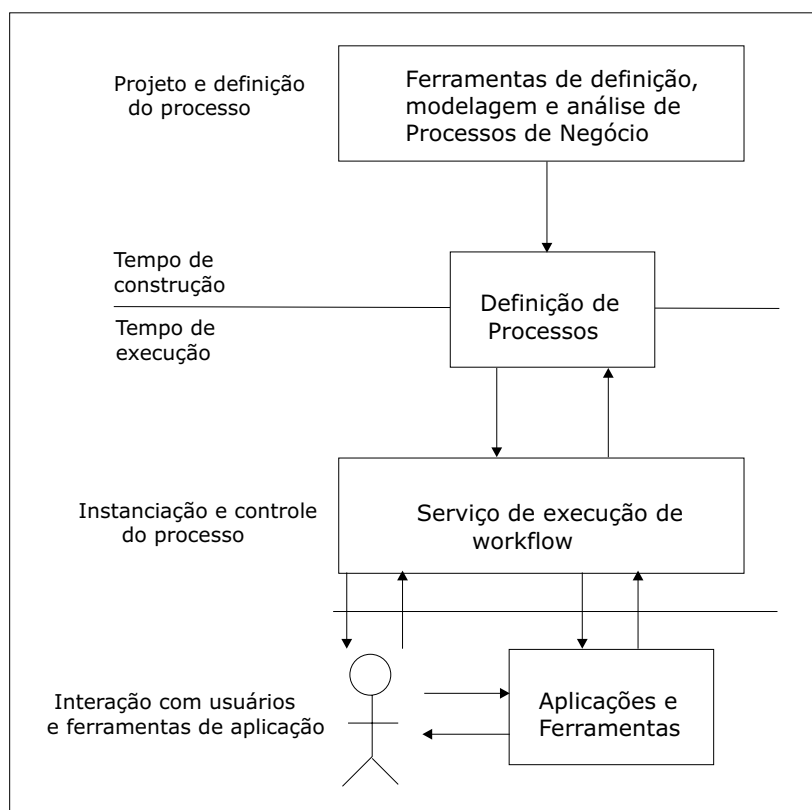 Projeto e definição
do processo
Ferramentas de definição,
modelagem e análise de
Processos de Negócio
Tempo de
construção
Tempo de
execução
Definição de
Processos
Instanciação e controle
do processo
Serviço de execução de
workflow
Interação com usuários
e ferramentas de aplicação
Aplicações e
Ferramentas